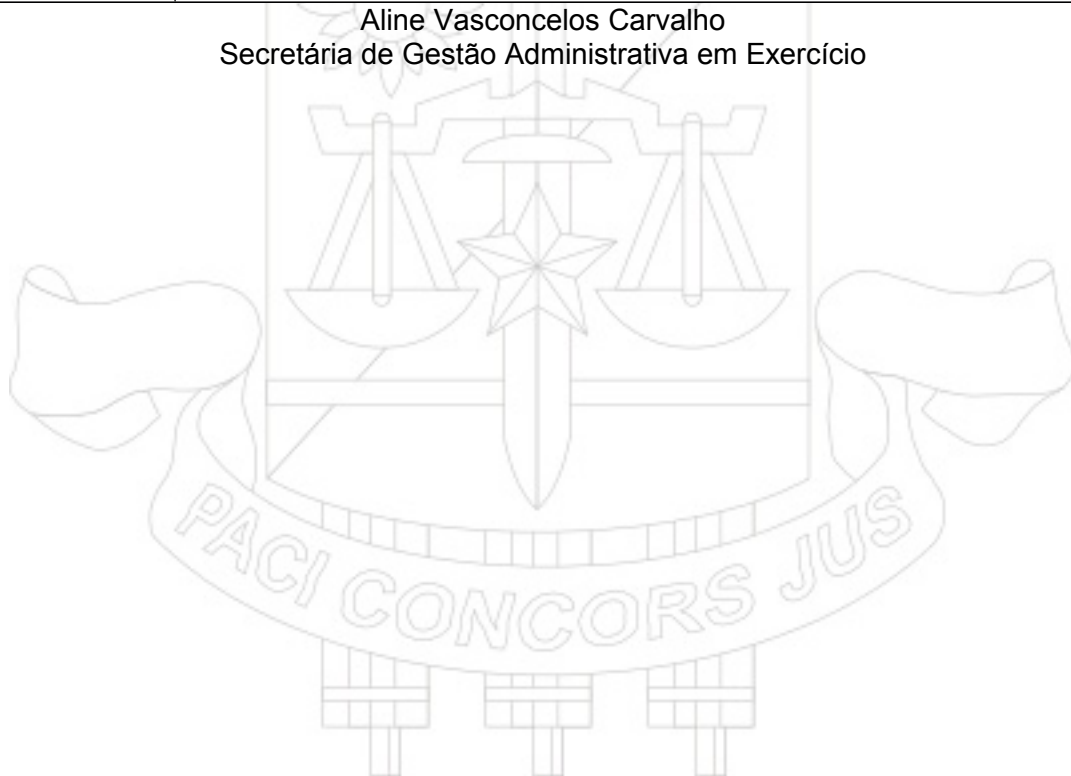 Aline Vasconcelos Carvalho
Secretária de Gestão Administrativa em Exercício
PACI CONCORS JUS